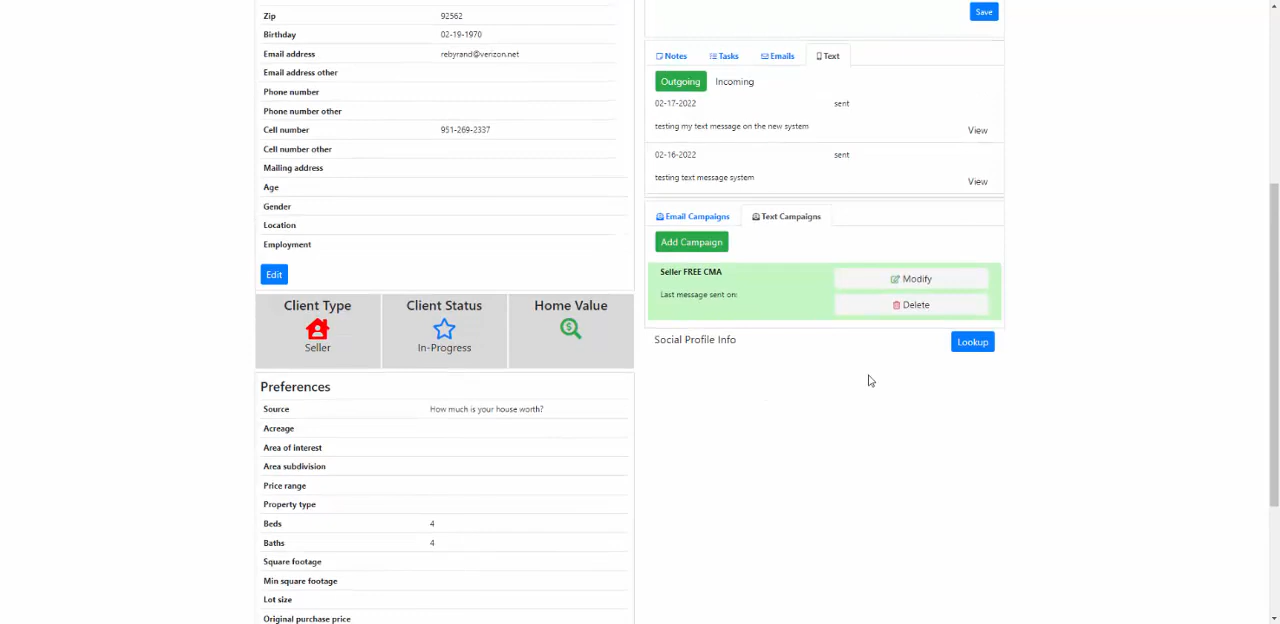 Zip 92562
Birthday 02-19-1970
Email address rebyrand@verizon.net
Email address other
Phone number
Phone number other
Cell number 951-269-2337
Cell number other
Mailing address
Age
Gender
Location
Employment
Edit
Client Type
Seller
Client Status
In-Progress
Home Value
Preferences
Source How much is your house worth?
Acreage
Area of interest
Area subdivision
Price range
Property type
Beds 4
Baths 4
Square footage
Min square footage
Lot size
Original purchase price
Save
Notes Tasks Emails Text
Outgoing Incoming
02-17-2022 sent
testing my text message on the new system View
02-16-2022 sent
testing text message system View
Email Campaigns Text Campaigns
Add Campaign
Seller FREE CMA Modify
Last message sent on: Delete
Social Profile Info Lookup